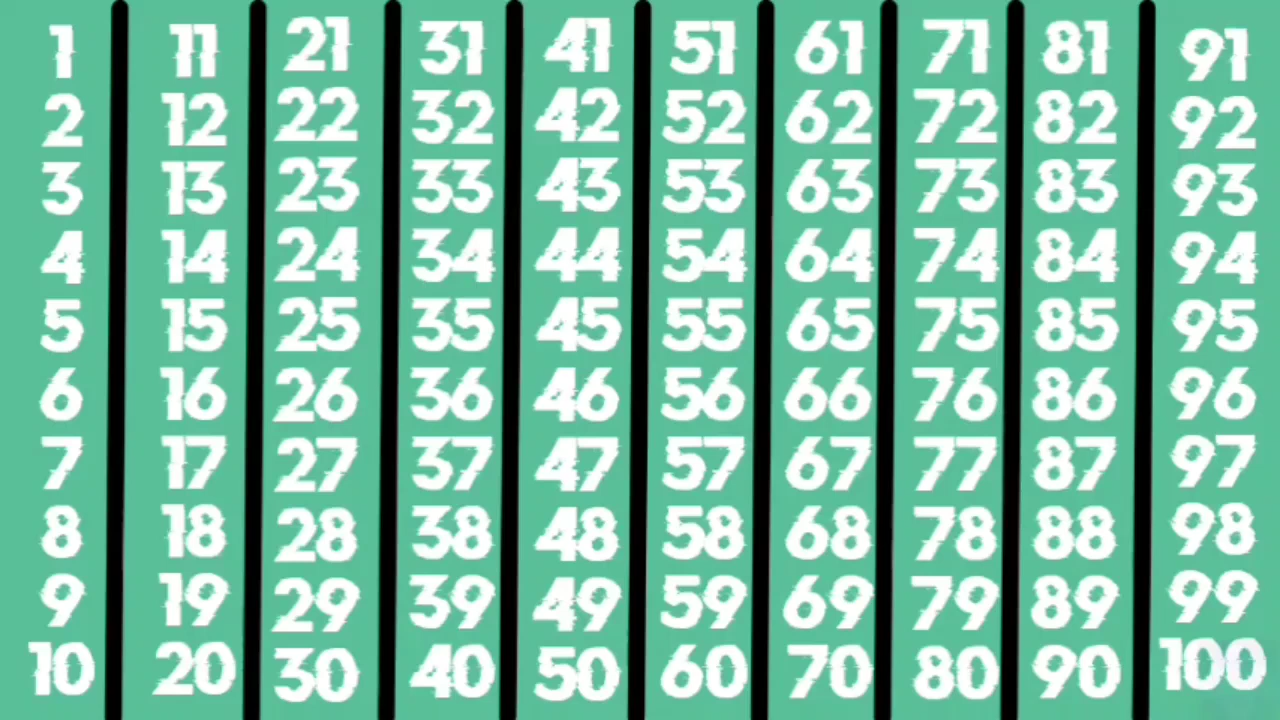 1 11 21 31 41 51 61 71 81 91
2 12 22 32 42 52 62 72 82 92
3 13 23 33 43 53 63 73 83 93
4 14 24 34 44 54 64 74 84 94
5 15 25 35 45 55 65 75 85 95
6 16 26 36 46 56 66 76 86 96
7 17 27 37 47 57 67 77 87 97
8 18 28 38 48 58 68 78 88 98
9 19 29 39 49 59 69 79 89 99
10 20 30 40 50 60 70 80 90 100